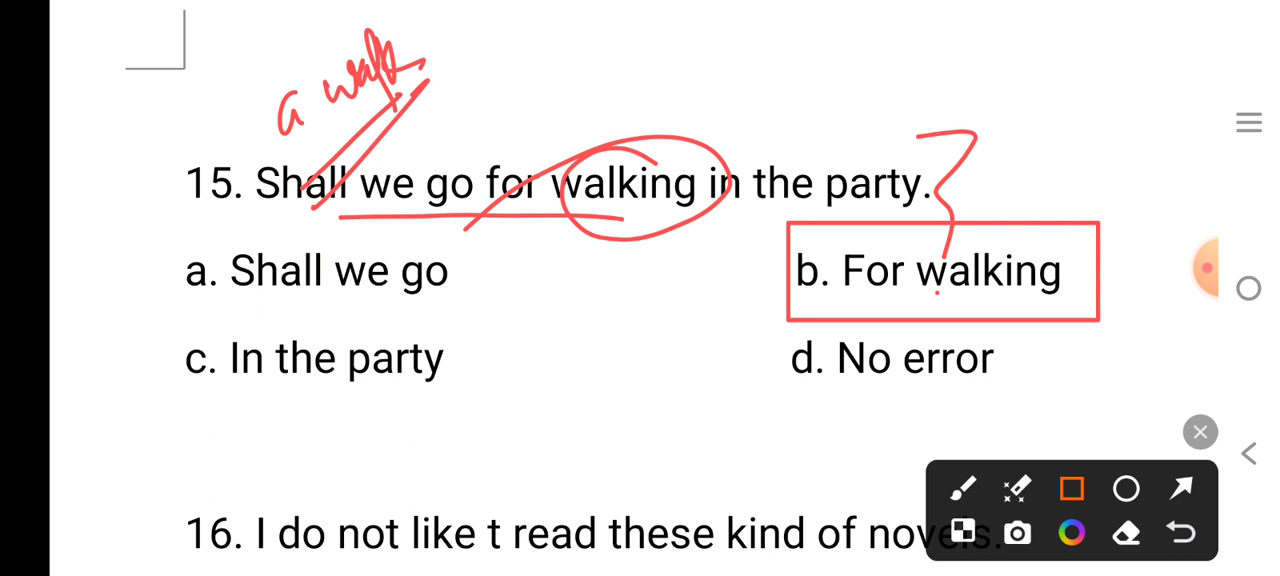 a walk
15. Shall we go for walking in the party.
a. Shall we go b. For walking
c. In the party d. No error
16. I do not like t read these kind of novels.